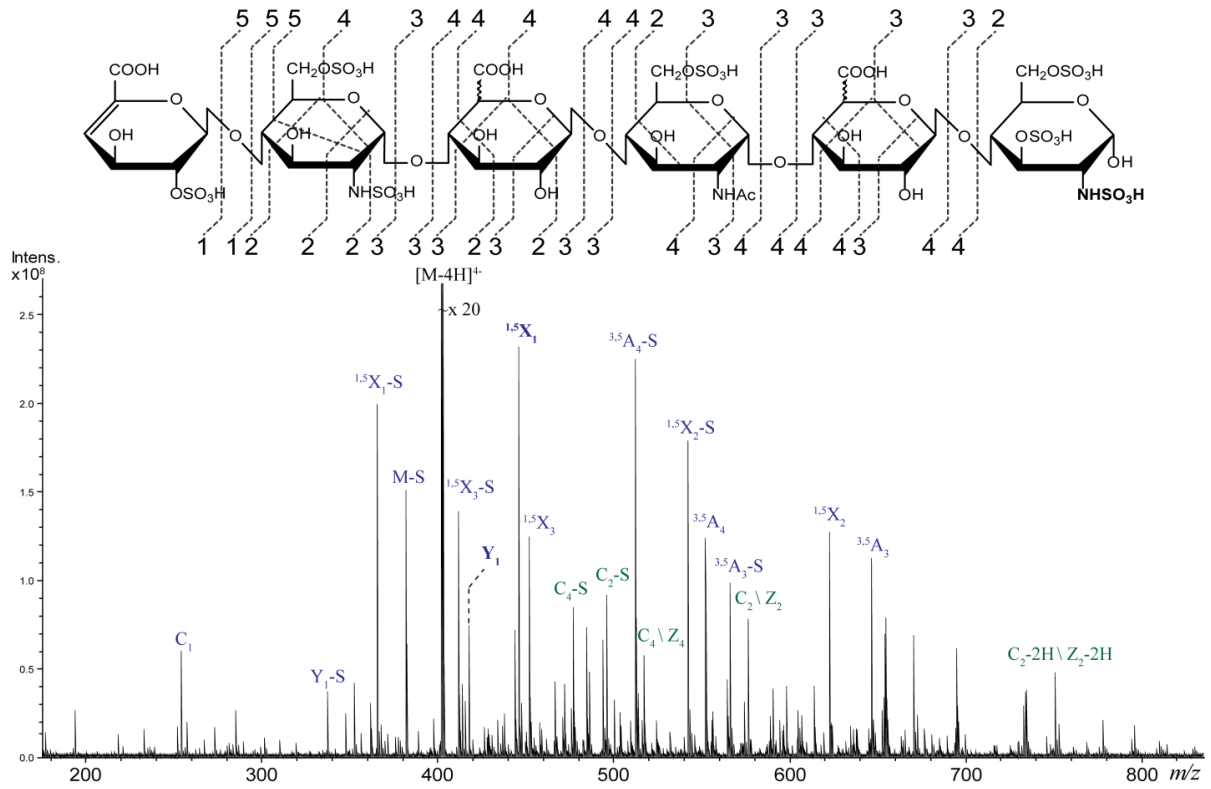 5 5 5 4 3 4 4 4 4 4 2 3 3 3 3 3 2
COOH CH₂OSO₃H COOH CH₂OSO₃H COOH CH₂OSO₃H
O O O O O O
OH OH OH OH OH OSO₃H
O O O O O OH
OSO₃H NHSO₃H OH NHAc OH NHSO₃H
1 1 2 2 2 3 3 3 2 3 2 3 3 4 3 4 4 4 4 3 4 4
Intens.
x10⁸
[M-4H]⁴⁻
~x 20
2.5
¹,⁵X₁
³,⁵A₄-S
¹,⁵X₁-S
2.0
¹,⁵X₂-S
M-S
¹,⁵X₃-S
1.5
¹,⁵X₃
³,⁵A₄
¹,⁵X₂
³,⁵A₃
Y₁
³,⁵A₃-S
1.0
C₄-S
C₂-S
C₂ \ Z₂
C₁
C₄ \ Z₄
C₂-2H \ Z₂-2H
Y₁-S
0.5
0.0
200 300 400 500 600 700 800 m/z